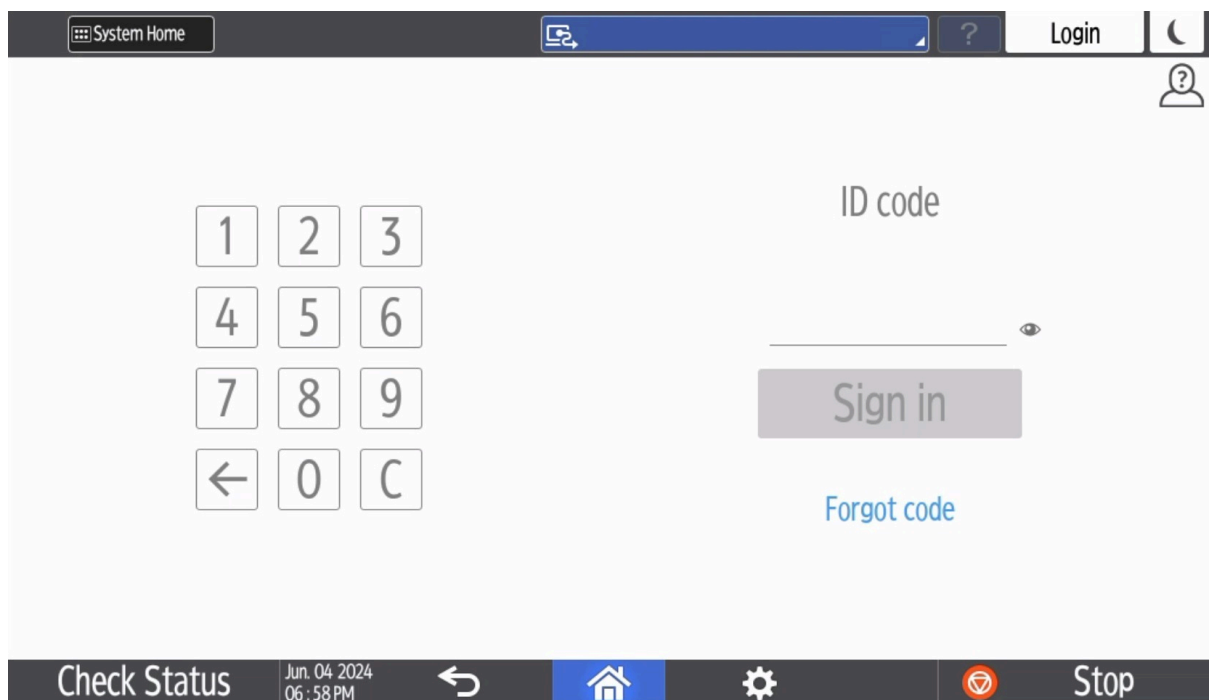 System Home
?
Login
?
ID code
1 2 3
4 5 6
7 8 9
← 0 C
Sign in
Forgot code
Check Status
Jun. 04 2024
06 : 58 PM
Stop